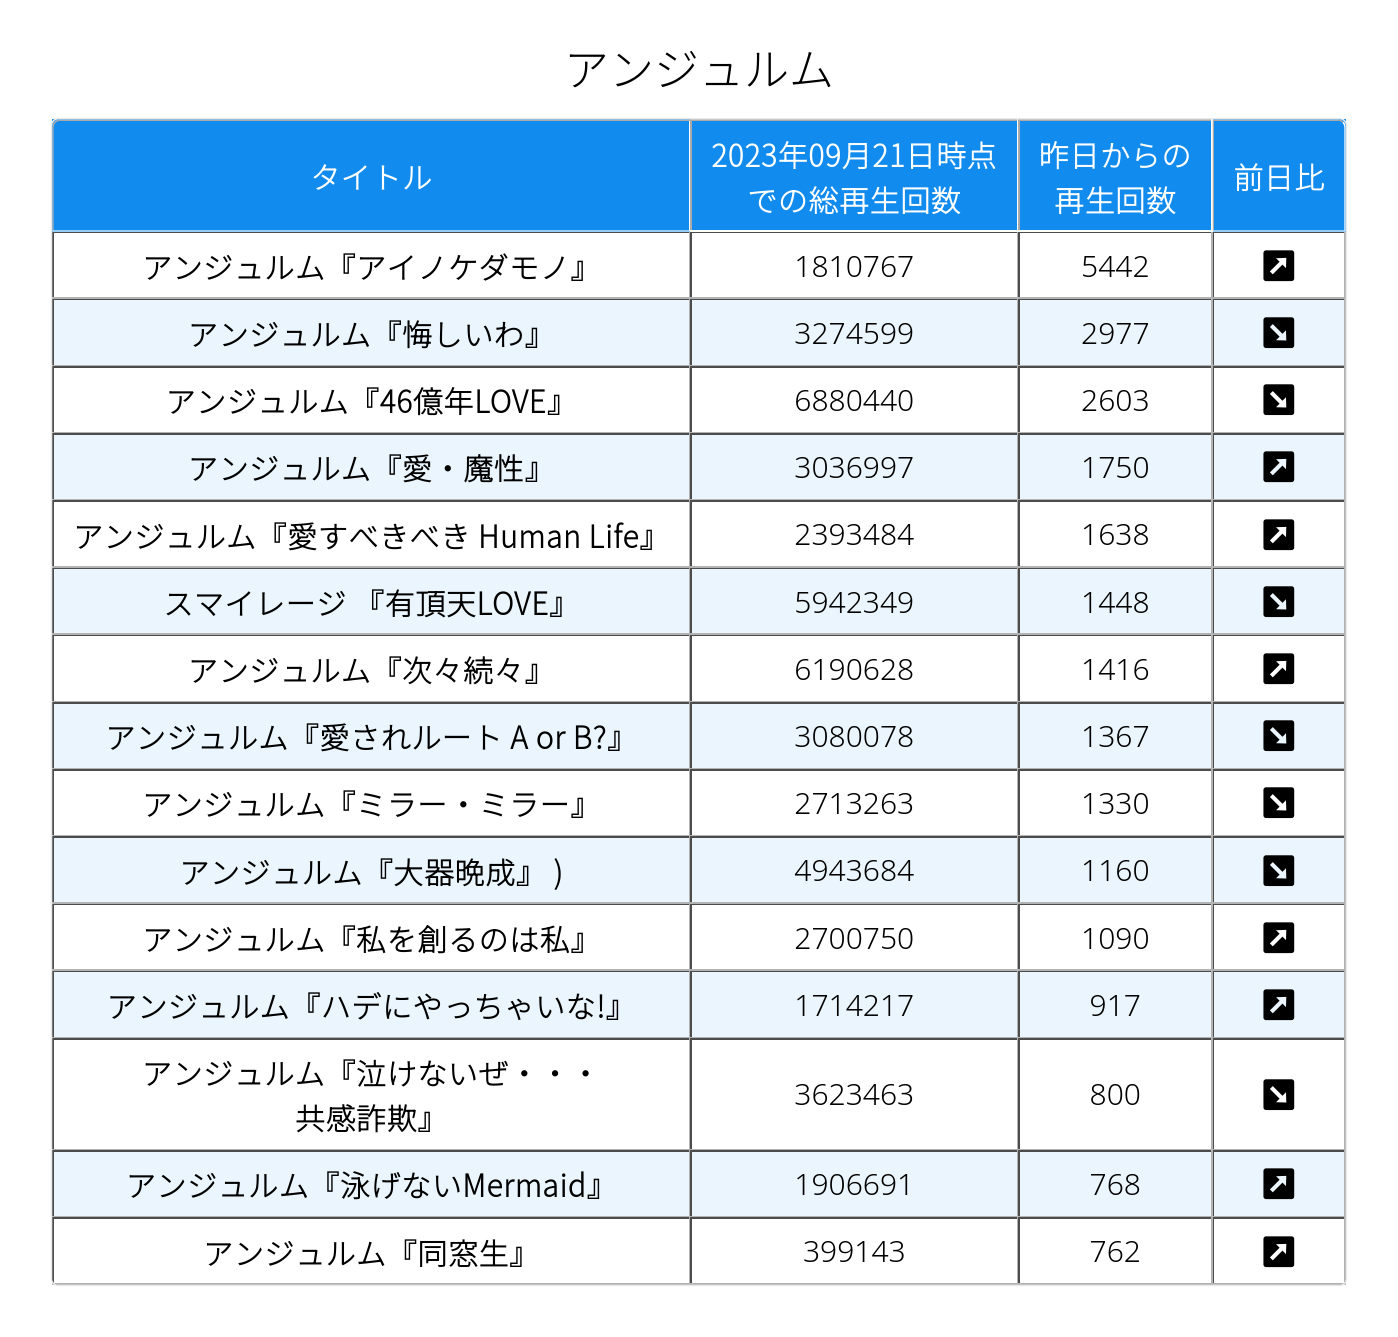 アンジュルム
タイトル 2023年09月21日時点での総再生回数 昨日からの再生回数 前日比
アンジュルム『アイノケダモノ』 1810767 5442
アンジュルム『悔しいわ』 3274599 2977
アンジュルム『46億年LOVE』 6880440 2603
アンジュルム『愛・魔性』 3036997 1750
アンジュルム『愛すべきべき Human Life』 2393484 1638
スマイレージ 『有頂天LOVE』 5942349 1448
アンジュルム『次々続々』 6190628 1416
アンジュルム『愛されルート A or B?』 3080078 1367
アンジュルム『ミラー・ミラー』 2713263 1330
アンジュルム『大器晩成』 ) 4943684 1160
アンジュルム『私を創るのは私』 2700750 1090
アンジュルム『ハデにやっちゃいな!』 1714217 917
アンジュルム『泣けないぜ・・・共感詐欺』 3623463 800
アンジュルム『泳げないMermaid』 1906691 768
アンジュルム『同窓生』 399143 762